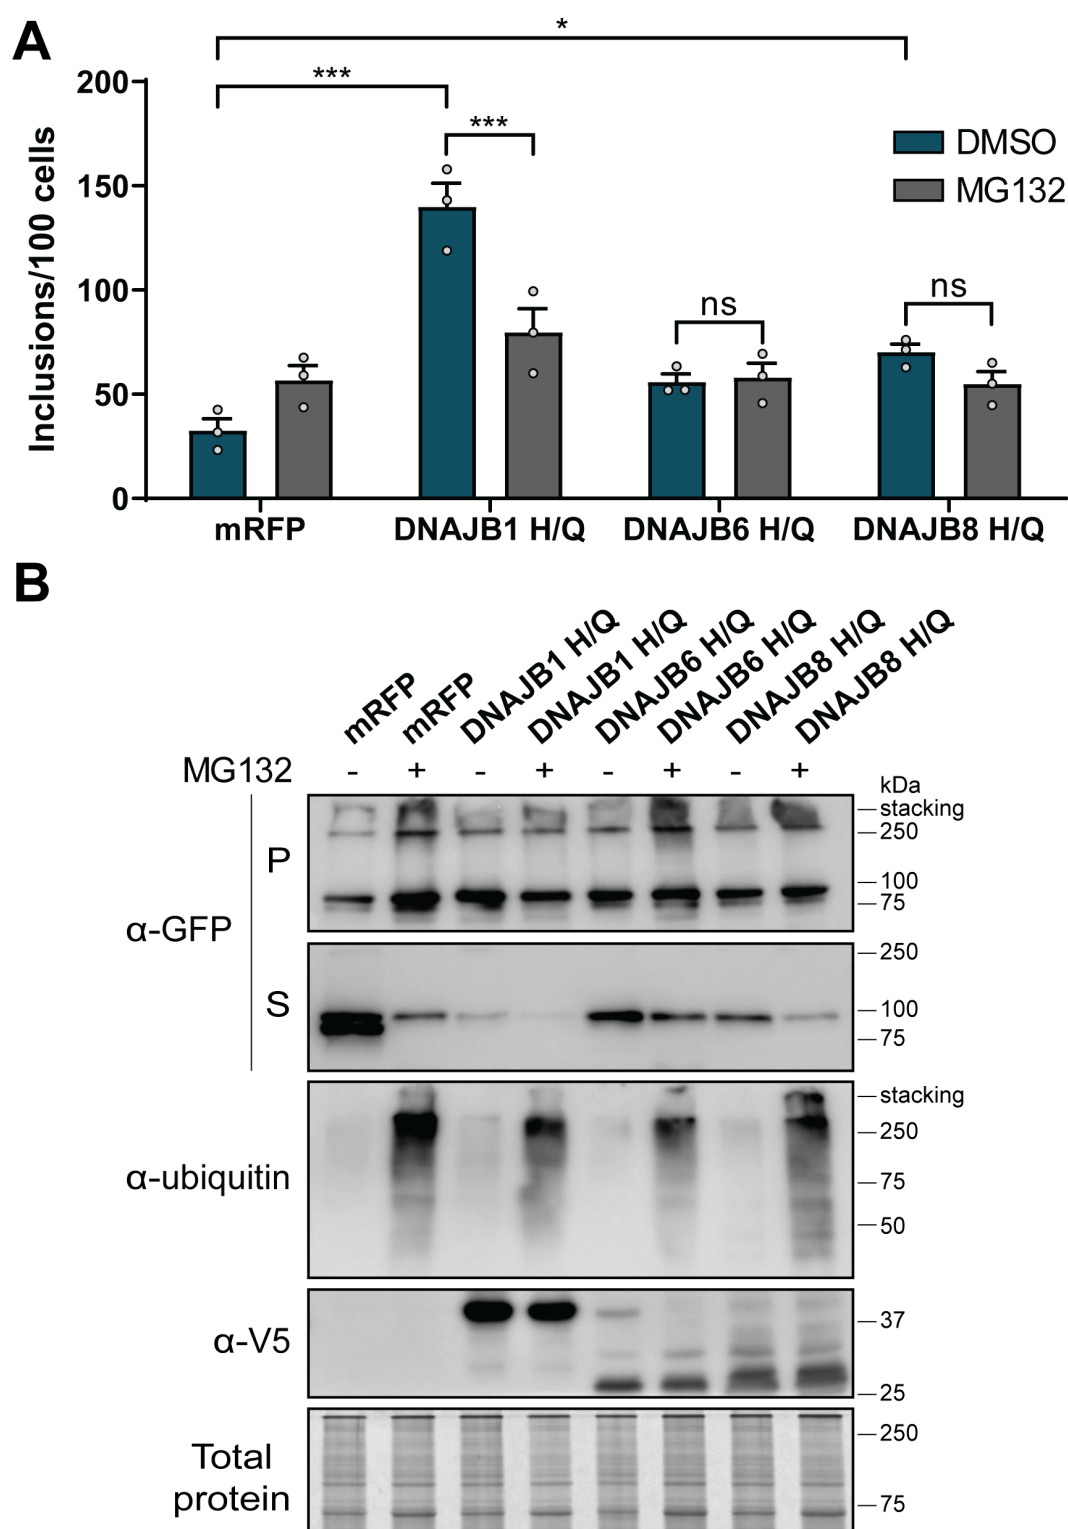 A
*
***
***
ns
ns
DMSO
MG132
Inclusions/100 cells
200
150
100
50
0
mRFP
DNAJB1 H/Q
DNAJB6 H/Q
DNAJB8 H/Q
B
mRFP
mRFP
DNAJB1 H/Q
DNAJB1 H/Q
DNAJB6 H/Q
DNAJB6 H/Q
DNAJB8 H/Q
DNAJB8 H/Q
MG132 - + - + - + - +
kDa
α-GFP
P
stacking
250
100
75
S
250
100
75
α-ubiquitin
stacking
250
75
50
α-V5
37
25
Total
protein
250
75